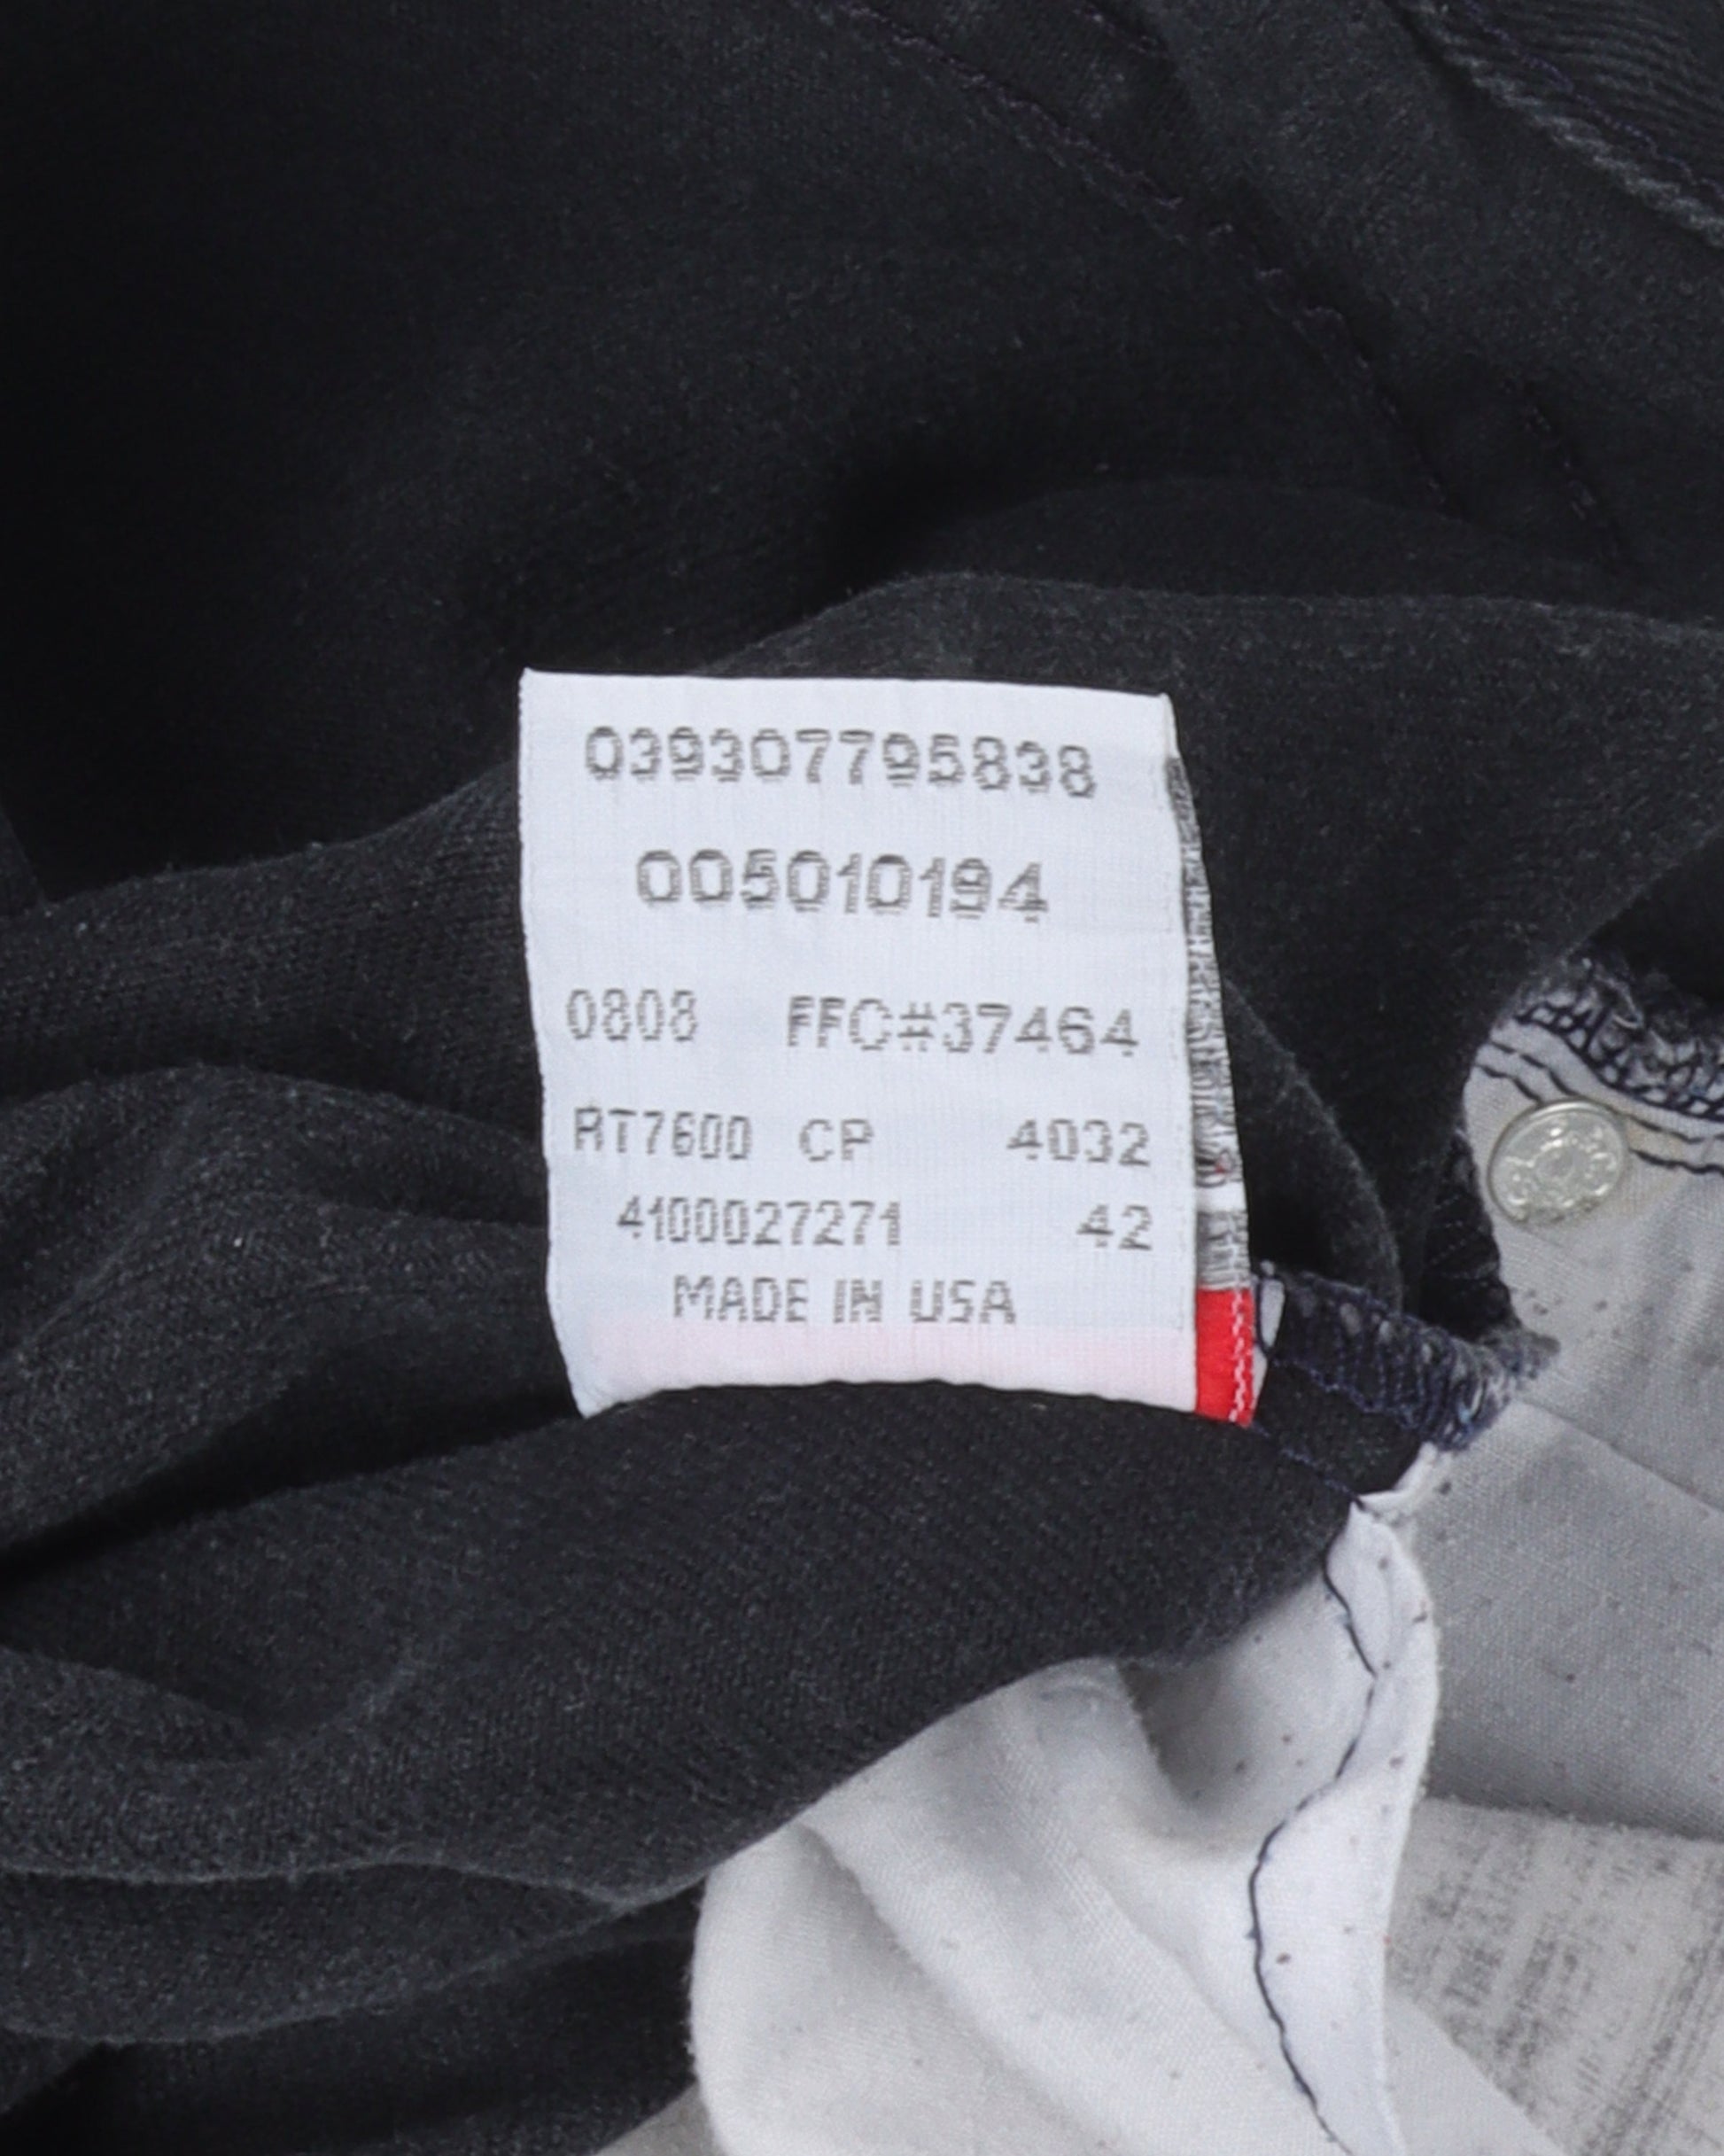 039307795838
005010194
0808 FFC#37464
RT7600 CP 4032
4100027271 42
MADE IN USA